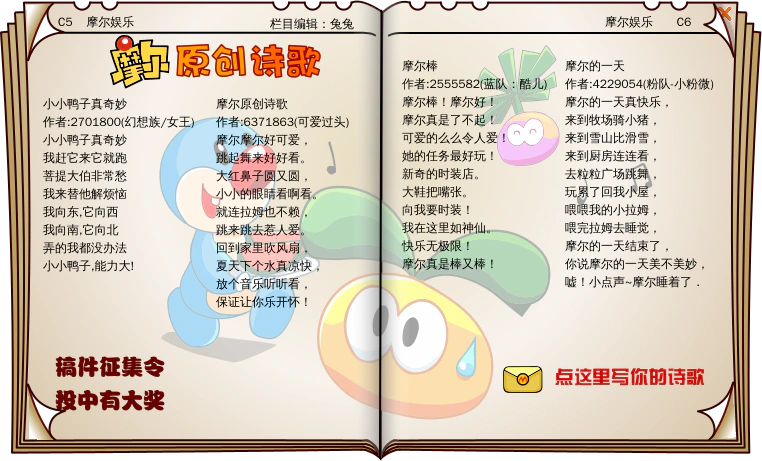 C5 摩尔娱乐
栏目编辑：兔兔
摩尔原创诗歌
小小鸭子真奇妙
作者:2701800(幻想族/女王)
小小鸭子真奇妙
我赶它来它就跑
菩提大伯非常愁
我来替他解烦恼
我向东,它向西
我向南,它向北
弄的我都没办法
小小鸭子,能力大!
摩尔原创诗歌
作者:6371863(可爱过头)
摩尔摩尔好可爱，
跳起舞来好好看。
大红鼻子圆又圆，
小小的眼睛看啊看。
就连拉姆也不赖，
跳来跳去惹人爱。
回到家里吹风扇，
夏天下个水真凉快，
放个音乐听听看，
保证让你乐开怀！
稿件征集令
投中有大奖
摩尔娱乐 C6
摩尔棒
作者:2555582(蓝队：酷儿)
摩尔棒！摩尔好！
摩尔真是了不起！
可爱的么么令人爱！
她的任务最好玩！
新奇的时装店。
大鞋把嘴张。
向我要时装！
我在这里如神仙。
快乐无极限！
摩尔真是棒又棒！
摩尔的一天
作者:4229054(粉队-小粉微)
摩尔的一天真快乐，
来到牧场骑小猪，
来到雪山比滑雪，
来到厨房连连看，
去粒粒广场跳舞，
玩累了回我小屋，
喂喂我的小拉姆，
喂完拉姆去睡觉，
摩尔的一天结束了，
你说摩尔的一天美不美妙，
嘘！小点声~摩尔睡着了．
点这里写你的诗歌